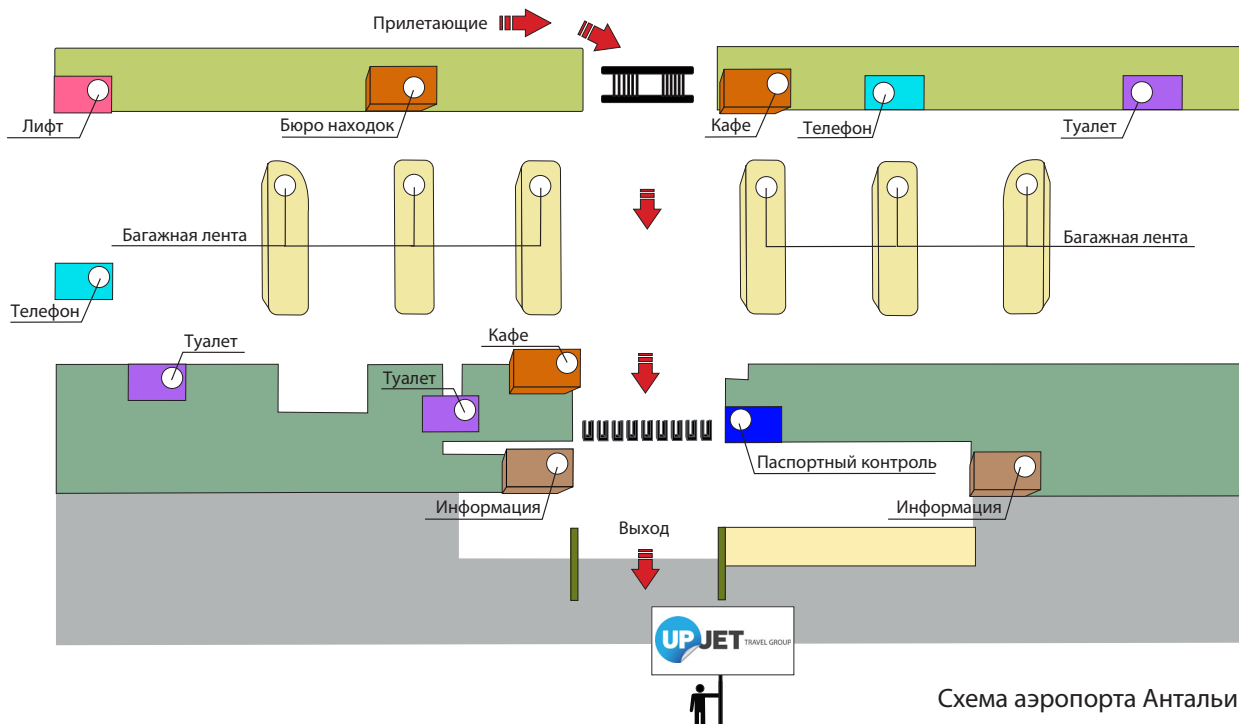 Прилетающие
Лифт
Бюро находок
Кафе
Телефон
Туалет
Багажная лента
Багажная лента
Телефон
Туалет
Кафе
Туалет
Паспортный контроль
Информация
Информация
Выход
UPJET TRAVEL GROUP
Схема аэропорта Антальи